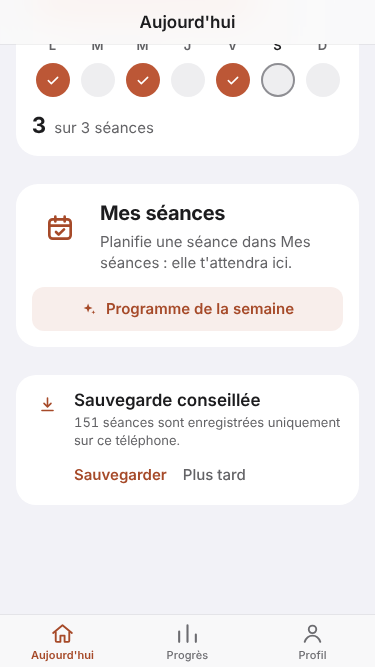 Aujourd'hui
L M M J V S D
3 sur 3 séances
Mes séances
Planifie une séance dans Mes
séances : elle t'attendra ici.
Programme de la semaine
Sauvegarde conseillée
151 séances sont enregistrées uniquement
sur ce téléphone.
Sauvegarder Plus tard
Aujourd'hui Progrès Profil